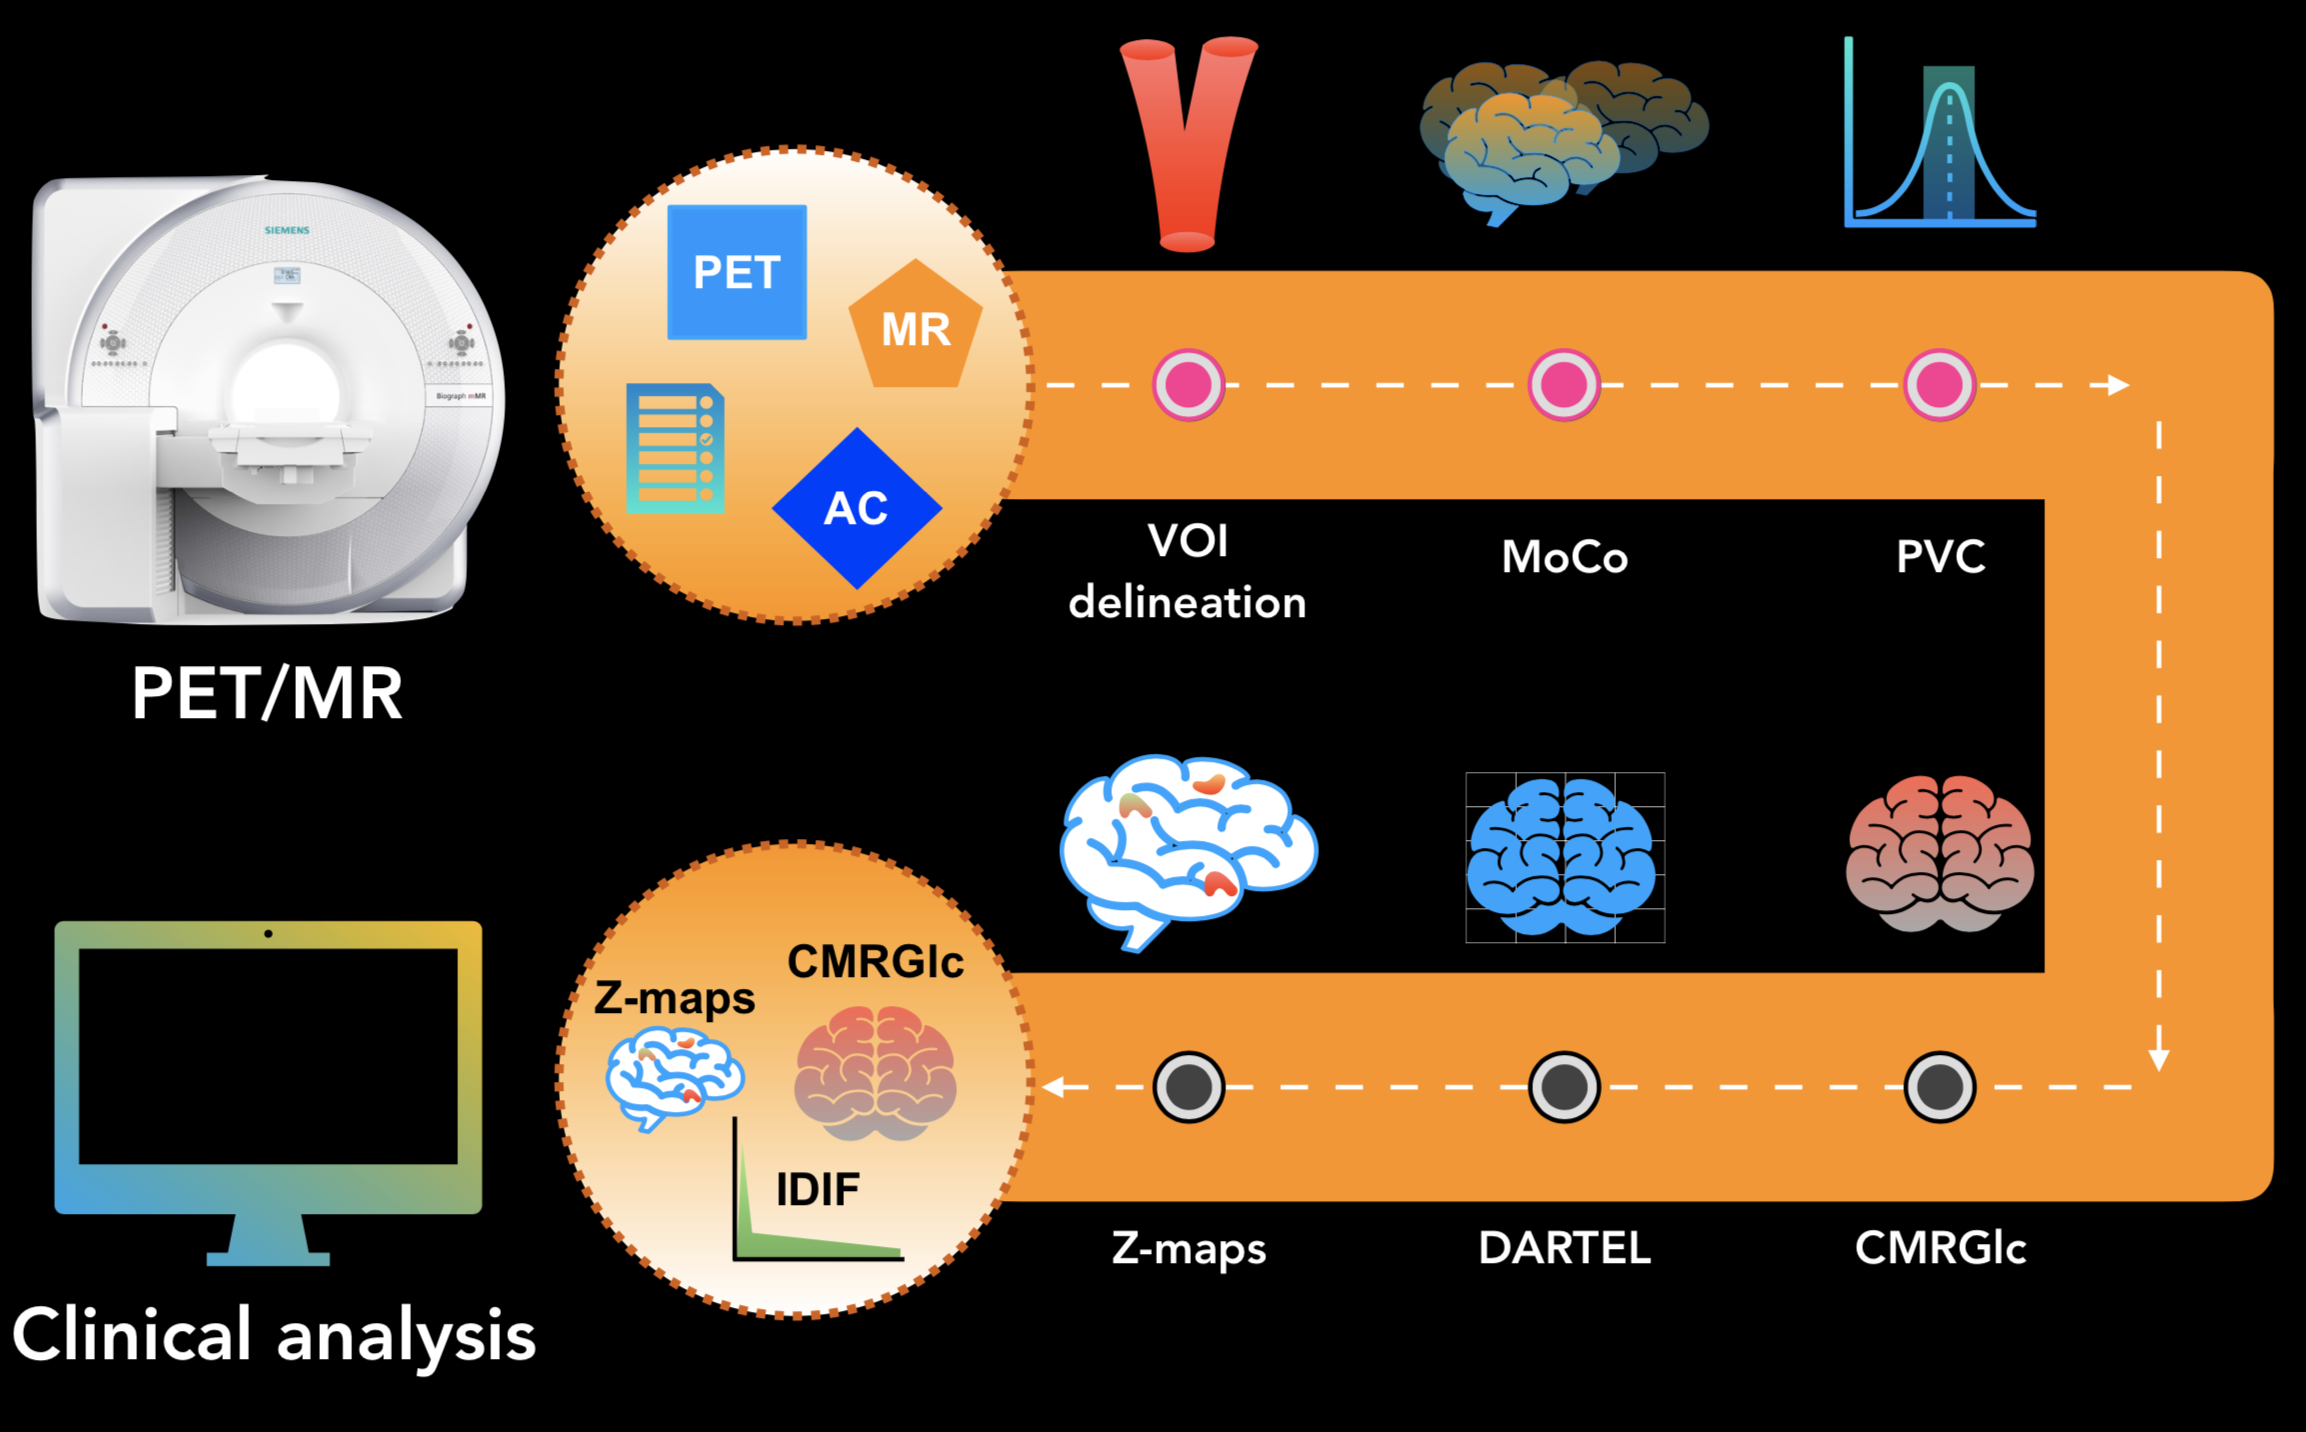 SIEMENS
Biograph mMR
PET/MR
PET
MR
AC
VOI
delineation
MoCo
PVC
Clinical analysis
Z-maps
CMRGlc
IDIF
Z-maps
DARTEL
CMRGlc